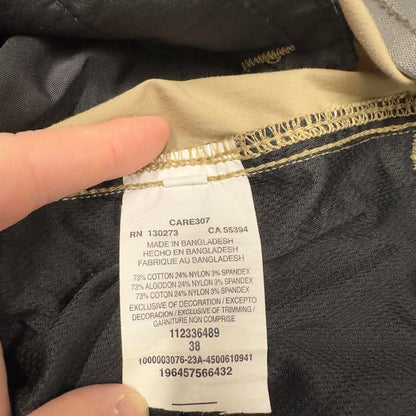 CARE307
RN 130273 CA 55394
MADE IN BANGLADESH
HECHO EN BANGLADESH
FABRIQUE AU BANGLADESH
73% COTTON 24% NYLON 3% SPANDEX
73% ALGODON 24% NYLON 3% SPANDEX
73% COTON 24% NYLON 3% SPANDEX
EXCLUSIVE OF DECORATION / EXCEPTO
DECORACION / EXCLUSIVE OF TRIMMING /
GARNITURE NON COMPRISE
112336489
38
1000003076-23A-4500610941
196457566432